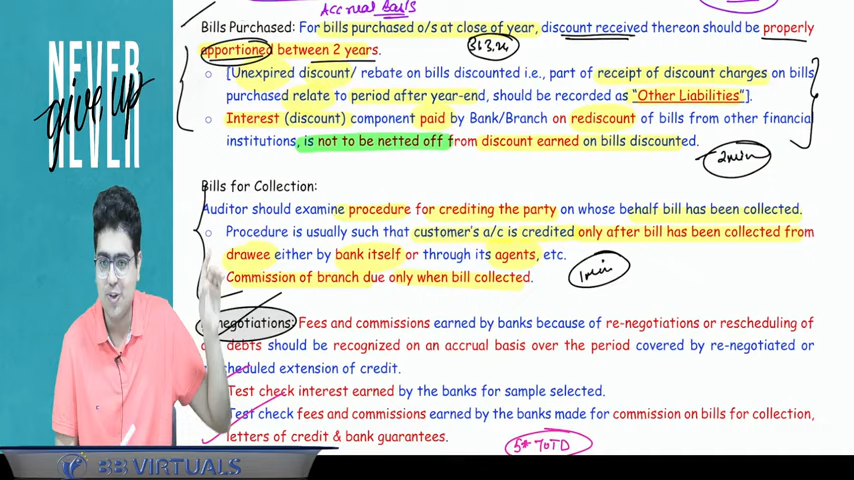 Accrual Basis
Bills Purchased: For bills purchased o/s at close of year, discount received thereon should be properly
apportioned between 2 years.
31.3.24
[Unexpired discount/ rebate on bills discounted i.e., part of receipt of discount charges on bills
purchased relate to period after year-end, should be recorded as "Other Liabilities"].
Interest (discount) component paid by Bank/Branch on rediscount of bills from other financial
institutions, is not to be netted off from discount earned on bills discounted.
2min
Bills for Collection:
Auditor should examine procedure for crediting the party on whose behalf bill has been collected.
Procedure is usually such that customer's a/c is credited only after bill has been collected from
drawee either by bank itself or through its agents, etc.
Commission of branch due only when bill collected.
1min
negotiations: Fees and commissions earned by banks because of re-negotiations or rescheduling of
debts should be recognized on an accrual basis over the period covered by re-negotiated or
scheduled extension of credit.
Test check interest earned by the banks for sample selected.
Test check fees and commissions earned by the banks made for commission on bills for collection,
letters of credit & bank guarantees.
5* TOTD
NEVER
give up
NEVER
BB VIRTUALS